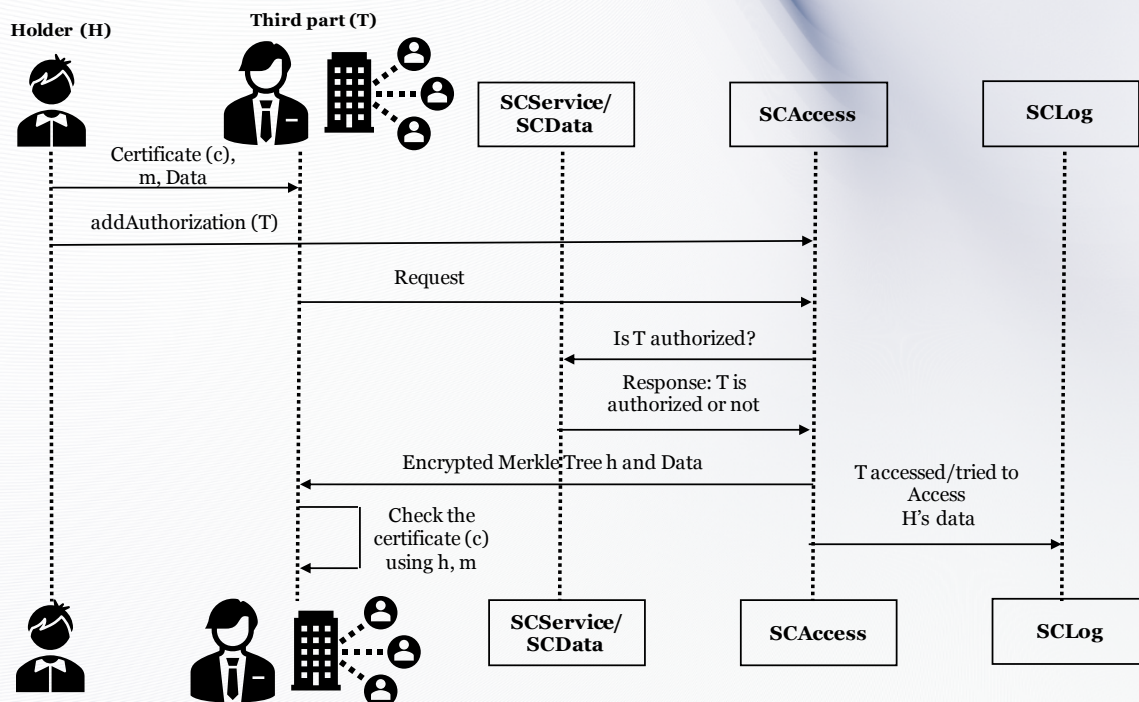 Holder (H)
Third part (T)
SCService/
SCData
SCAccess
SCLog
Certificate (c),
m, Data
addAuthorization (T)
Request
Is T authorized?
Response: T is
authorized or not
Encrypted Merkle Tree h and Data
T accessed/tried to
Access
H's data
Check the
certificate (c)
using h, m
SCService/
SCData
SCAccess
SCLog